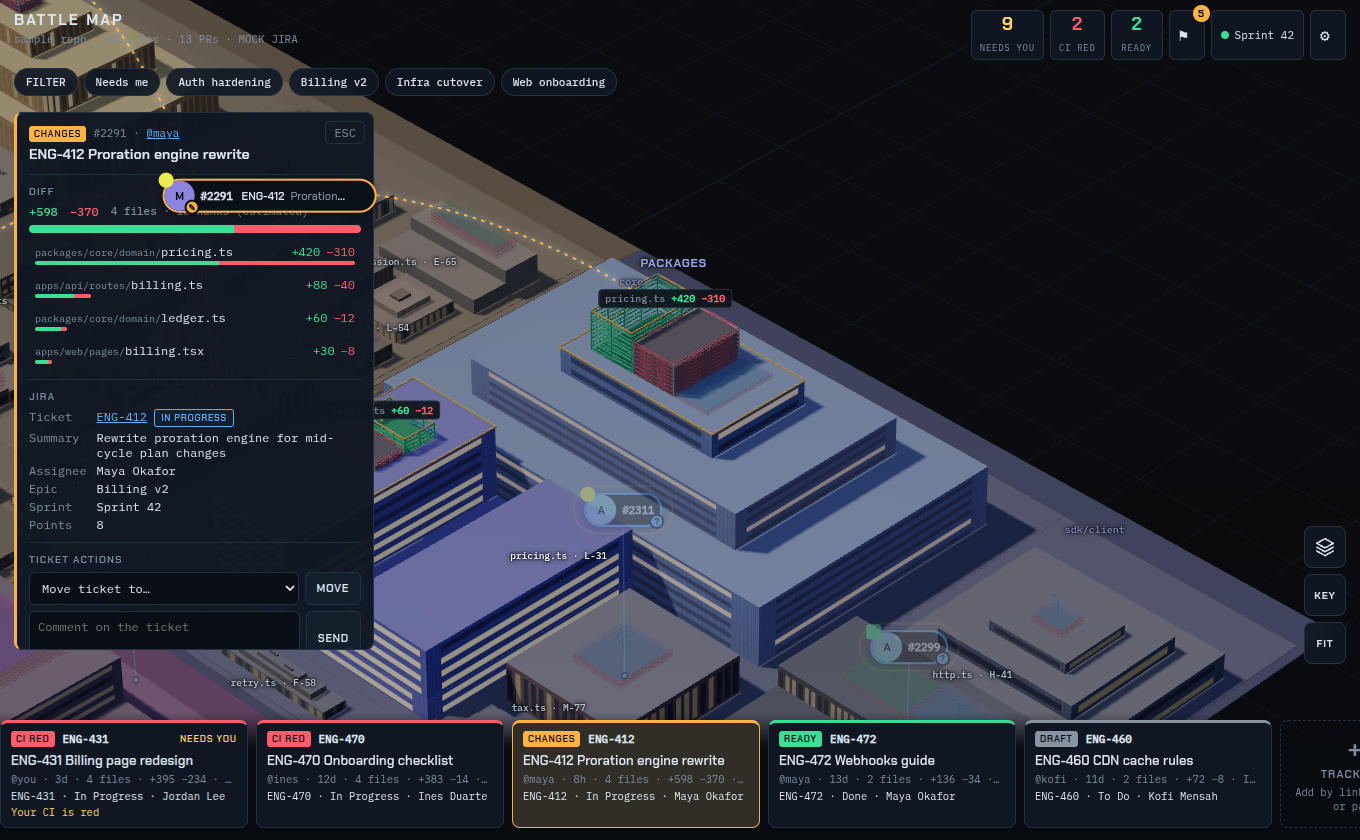 BATTLE MAP
sample repo · 13 PRs · MOCK JIRA
9
NEEDS YOU
2
CI RED
2
READY
5
Sprint 42
FILTER
Needs me
Auth hardening
Billing v2
Infra cutover
Web onboarding
CHANGES #2291 · @maya
ESC
ENG-412 Proration engine rewrite
DIFF
M #2291 ENG-412 Proration…
+598 −370 4 files ·
packages/core/domain/pricing.ts +420 −310
apps/api/routes/billing.ts +88 −40
packages/core/domain/ledger.ts +60 −12
apps/web/pages/billing.tsx +30 −8
JIRA
Ticket ENG-412 IN PROGRESS
Summary Rewrite proration engine for mid-
cycle plan changes
Assignee Maya Okafor
Epic Billing v2
Sprint Sprint 42
Points 8
TICKET ACTIONS
Move ticket to…
MOVE
Comment on the ticket
SEND
ssion.ts · E-65
PACKAGES
core
pricing.ts +420 −310
· L-54
ts +60 −12
A #2311 ?
pricing.ts · L-31
sdk/client
A #2299 ?
http.ts · H-41
retry.ts · F-58
tax.ts · M-77
KEY
FIT
CI RED ENG-431 NEEDS YOU
ENG-431 Billing page redesign
@you · 3d · 4 files · +395 −234 · …
ENG-431 · In Progress · Jordan Lee
Your CI is red
CI RED ENG-470
ENG-470 Onboarding checklist
@ines · 12d · 4 files · +383 −14 ·…
ENG-470 · In Progress · Ines Duarte
CHANGES ENG-412
ENG-412 Proration engine rewrite
@maya · 8h · 4 files · +598 −370 ·…
ENG-412 · In Progress · Maya Okafor
READY ENG-472
ENG-472 Webhooks guide
@maya · 13d · 2 files · +136 −34 ·…
ENG-472 · Done · Maya Okafor
DRAFT ENG-460
ENG-460 CDN cache rules
@kofi · 11d · 2 files · +72 −8 · I…
ENG-460 · To Do · Kofi Mensah
+
TRACK
Add by lin
or pa